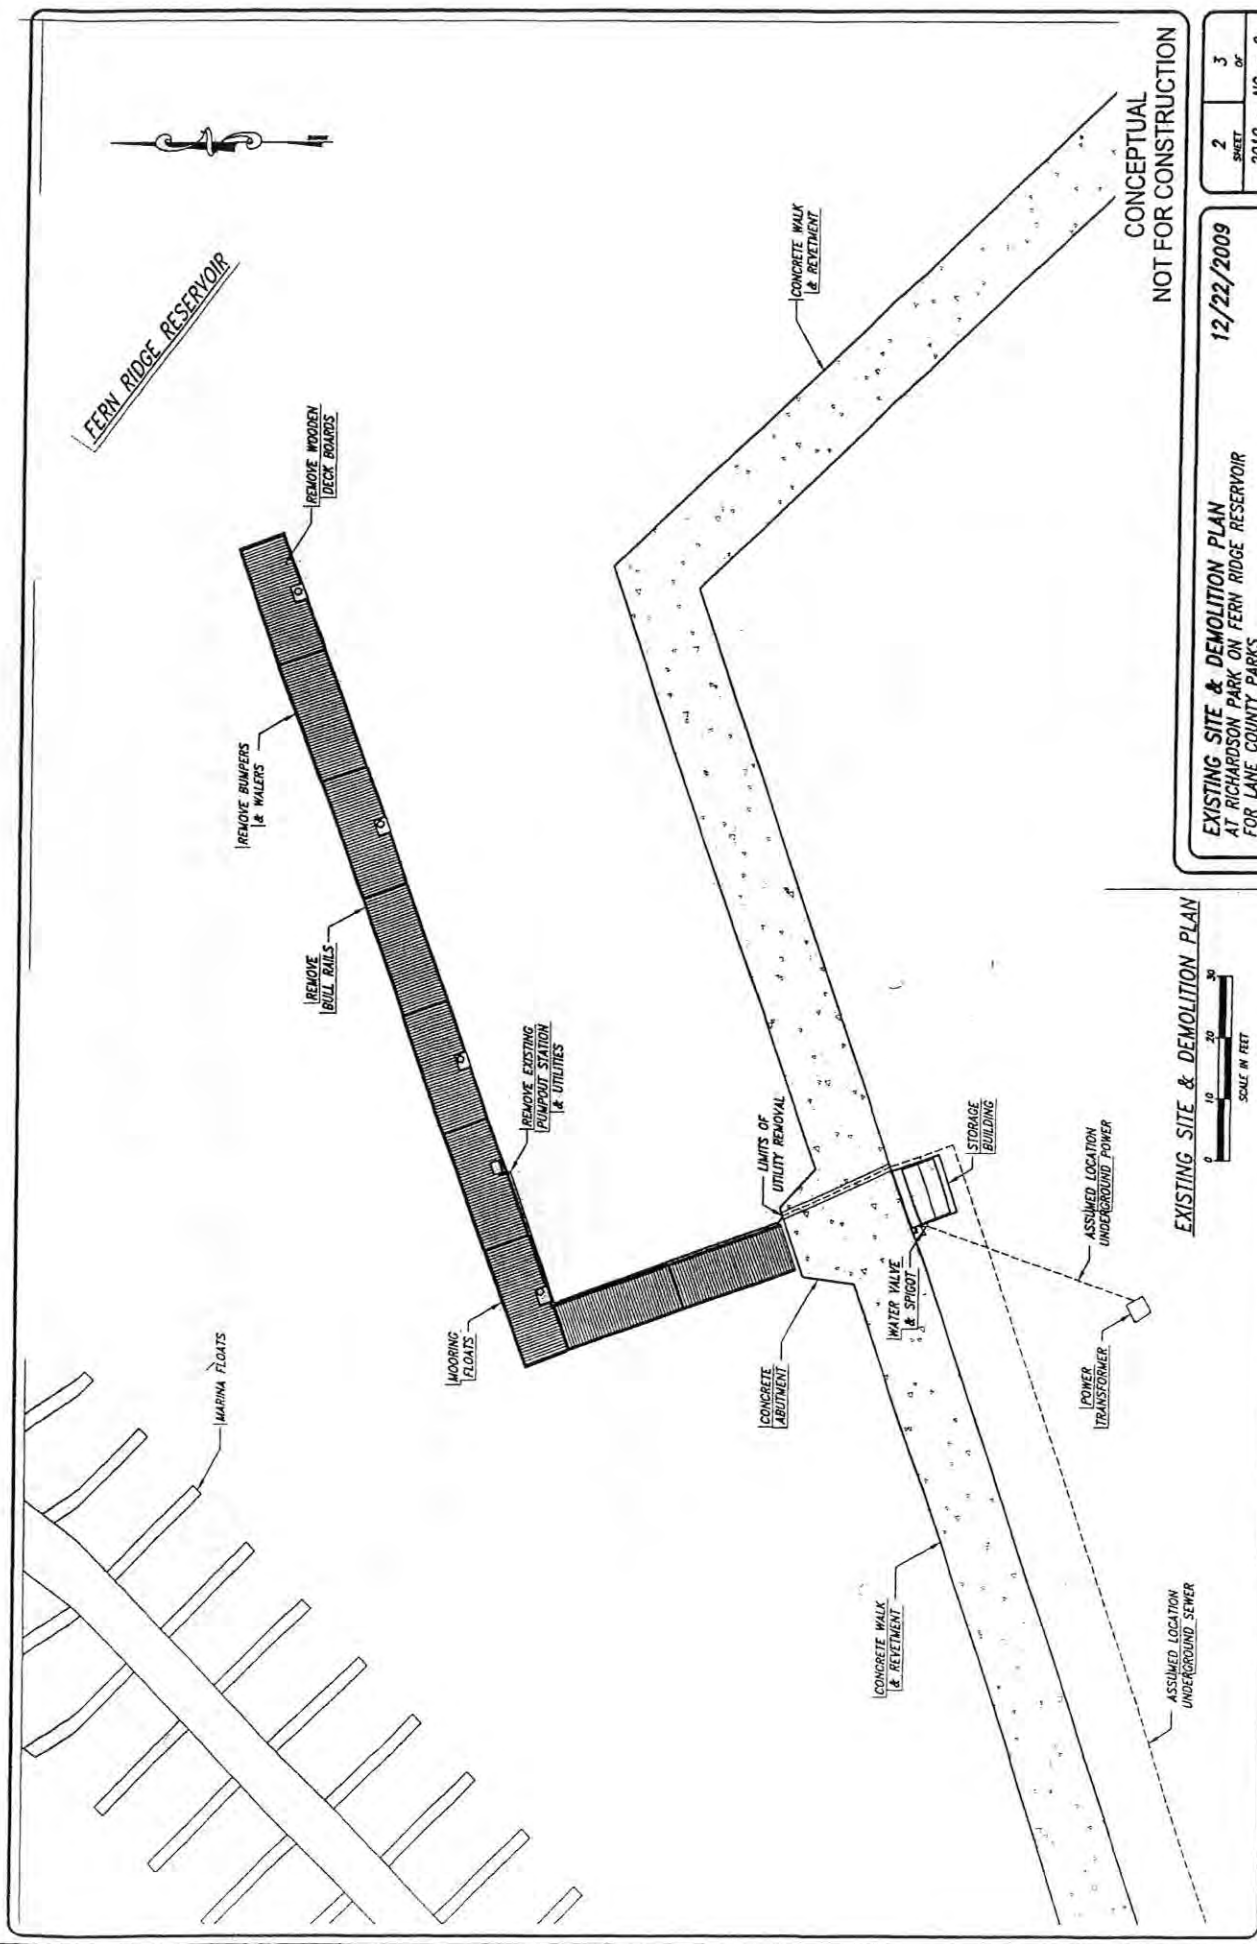 FERN RIDGE RESERVOIR
MARINA FLOATS
MOORING
FLOATS
REMOVE
BULL RAILS
REMOVE BUMPERS
& WALERS
REMOVE WOODEN
DECK BOARDS
REMOVE EXISTING
PUMPOUT STATION
& UTILITIES
CONCRETE
ABUTMENT
LIMITS OF
UTILITY REMOVAL
CONCRETE WALK
& REVETMENT
CONCRETE WALK
& REVETMENT
WATER VALVE
& SPIGOT
STORAGE
BUILDING
POWER
TRANSFORMER
ASSUMED LOCATION
UNDERGROUND POWER
ASSUMED LOCATION
UNDERGROUND SEWER
EXISTING SITE & DEMOLITION PLAN
0 10 20 30
SCALE IN FEET
CONCEPTUAL
NOT FOR CONSTRUCTION
EXISTING SITE & DEMOLITION PLAN
AT RICHARDSON PARK ON FERN RIDGE RESERVOIR
FOR LANE COUNTY PARKS
12/22/2009
2 3
SHEET OF